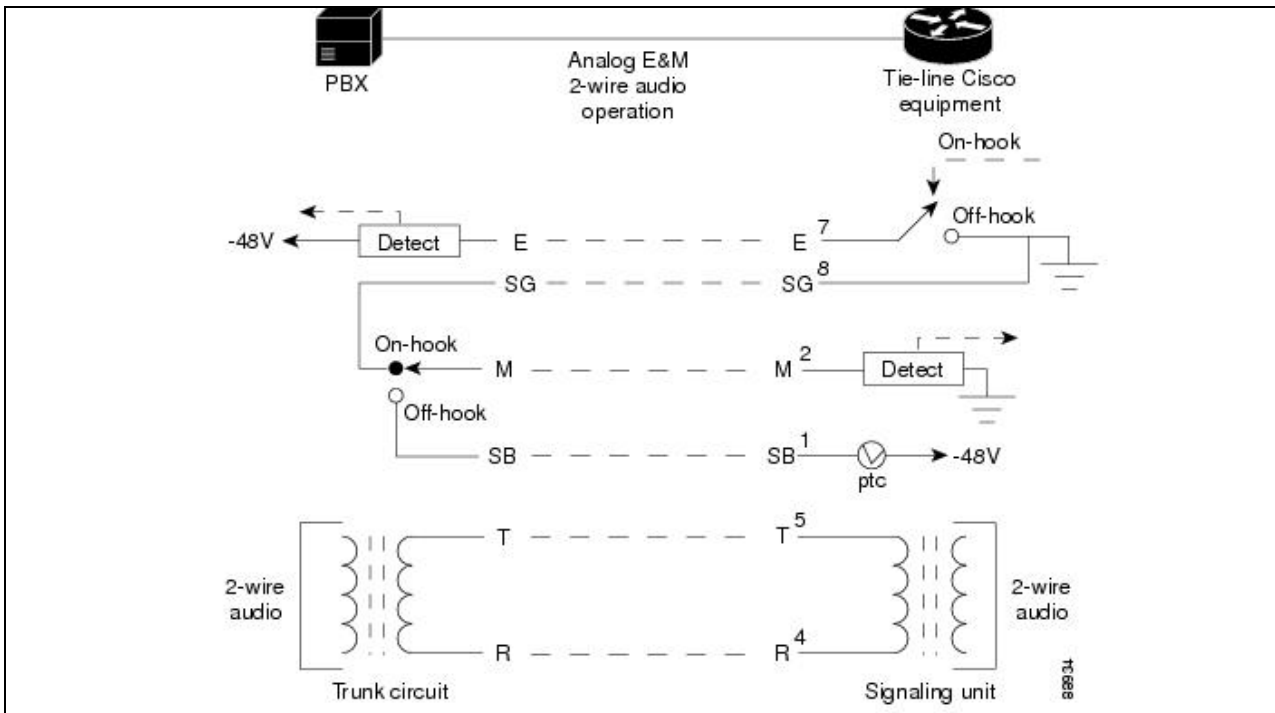 PBX
Analog E&M
2-wire audio
operation
Tie-line Cisco
equipment
On-hook
Off-hook
-48V
Detect
E
E
7
SG
SG
8
On-hook
M
M
2
Detect
Off-hook
SB
SB
1
ptc
-48V
T
T
5
2-wire
audio
2-wire
audio
R
R
4
Trunk circuit
Signaling unit